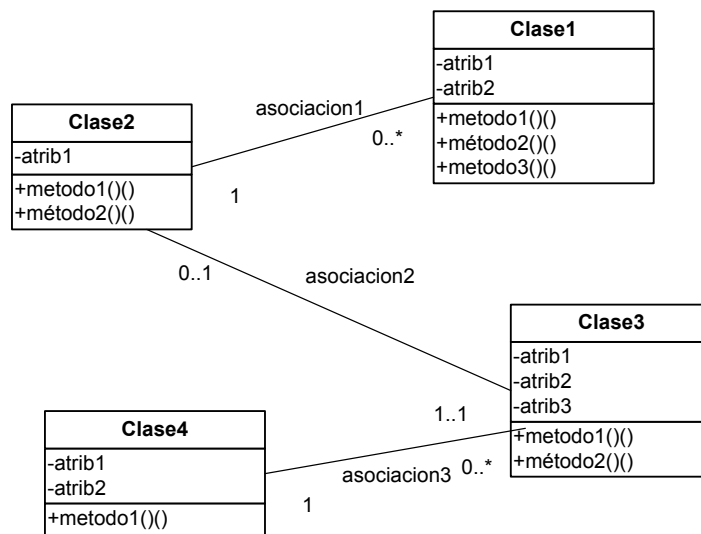 Clase1
-atrib1
-atrib2
+metodo1()()
+método2()()
+metodo3()()
asociacion1
0..*
Clase2
-atrib1
+metodo1()()
+método2()()
1
0..1
asociacion2
Clase3
-atrib1
-atrib2
-atrib3
+metodo1()()
+método2()()
1..1
Clase4
-atrib1
-atrib2
+metodo1()()
asociacion3
0..*
1